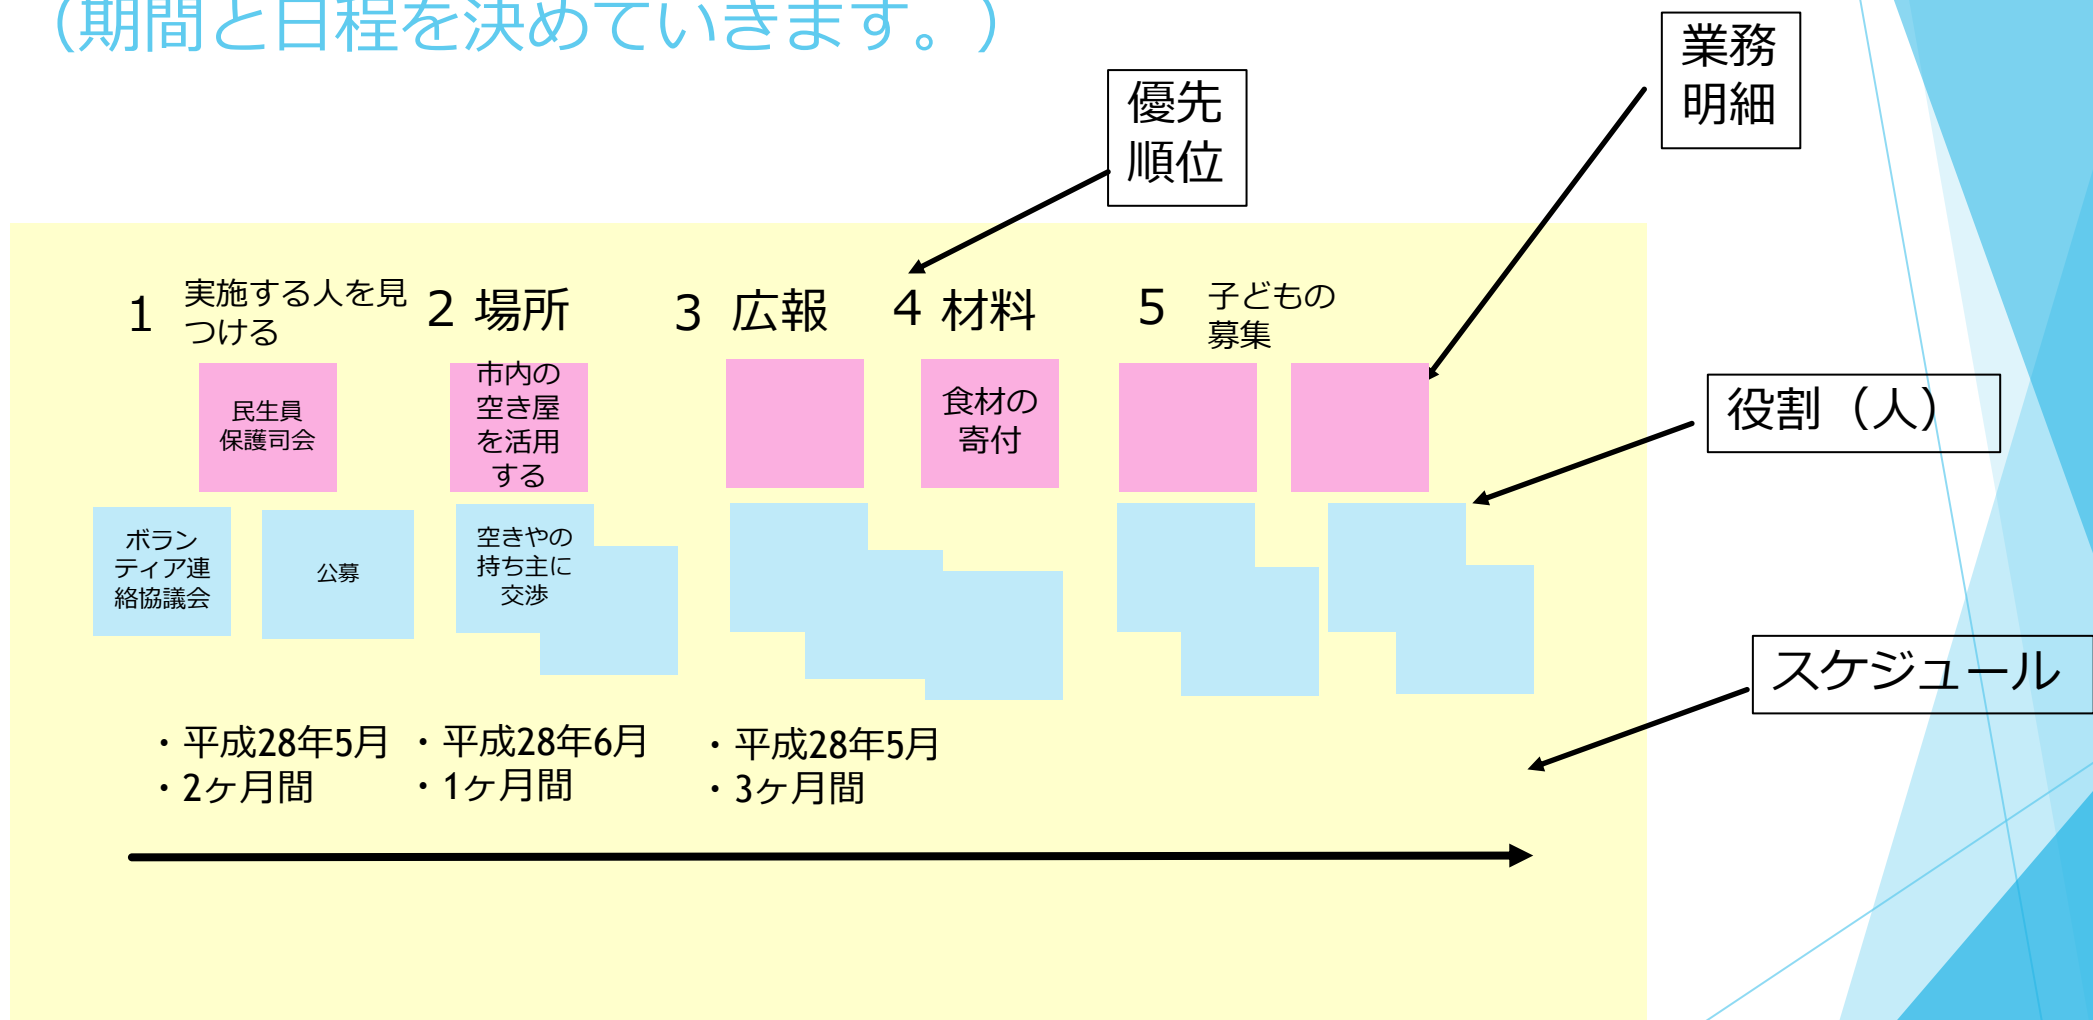 （期間と日程を決めていきます。）
業務
明細
優先
順位
1 実施する人を見
つける
2 場所
3 広報
4 材料
5 子どもの
募集
民生員
保護司会
市内の
空き屋
を活用
する
食材の
寄付
役割（人）
ボラン
ティア連
絡協議会
公募
空きやの
持ち主に
交渉
スケジュール
・平成28年5月
・2ヶ月間
・平成28年6月
・1ヶ月間
・平成28年5月
・3ヶ月間